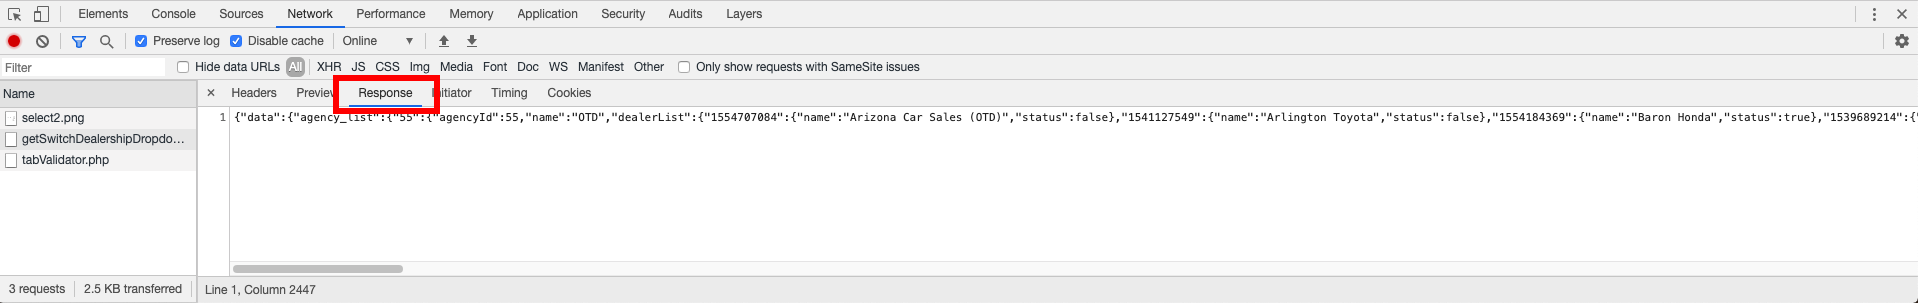 Elements Console Sources Network Performance Memory Application Security Audits Layers
Preserve log Disable cache Online
Filter Hide data URLs All XHR JS CSS Img Media Font Doc WS Manifest Other Only show requests with SameSite issues
Name
Headers Preview Response Initiator Timing Cookies
select2.png
getSwitchDealershipDropdo...
tabValidator.php
1 {"data":{"agency_list":{"55":{"agencyId":55,"name":"OTD","dealerList":{"1554707084":{"name":"Arizona Car Sales (OTD)","status":false},"1541127549":{"name":"Arlington Toyota","status":false},"1554184369":{"name":"Baron Honda","status":true},"1539689214":{"
3 requests 2.5 KB transferred Line 1, Column 2447